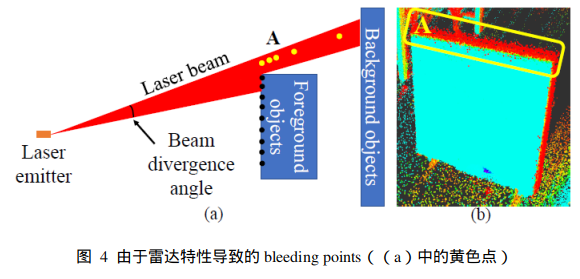 A
Laser beam
Laser
emitter
Beam
divergence
angle
Foreground
objects
Background objects
(a)
A
(b)
图 4 由于雷达特性导致的 bleeding points（（a）中的黄色点）